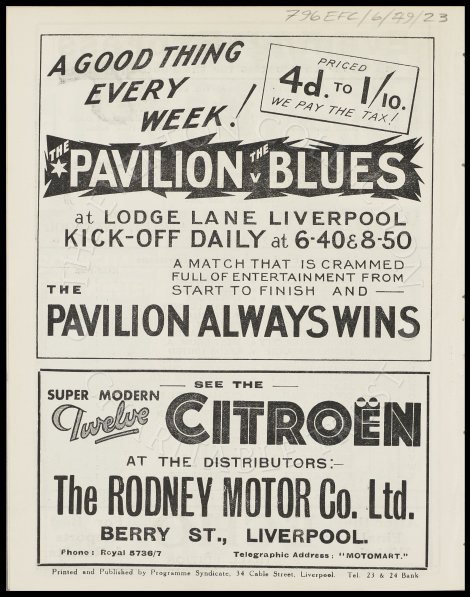 796EFC/6/49/23
A GOOD THING
EVERY
WEEK!
PRICED
4d. TO 1/10.
WE PAY THE TAX!
THE PAVILION v THE BLUES
at LODGE LANE LIVERPOOL
KICK-OFF DAILY at 6-40 & 8-50
A MATCH THAT IS CRAMMED
FULL OF ENTERTAINMENT FROM
START TO FINISH AND —
THE
PAVILION ALWAYS WINS
— SEE THE —
SUPER MODERN
Twelve CITROËN
AT THE DISTRIBUTORS:–
The RODNEY MOTOR Co. Ltd.
BERRY ST., LIVERPOOL.
Phone: Royal 5736/7 Telegraphic Address: "MOTOMART."
Printed and Published by Programme Syndicate, 34 Cable Street, Liverpool. Tel. 23 & 24 Bank